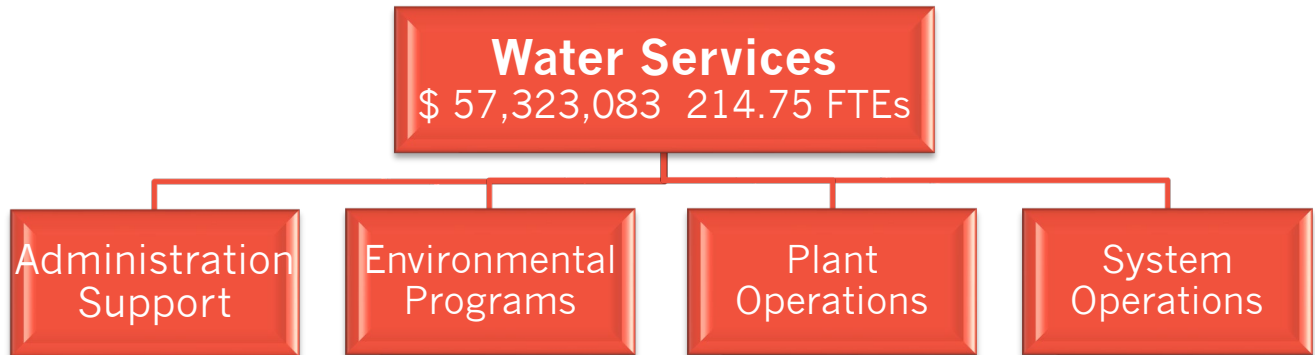 Water Services
$ 57,323,083 214.75 FTEs
Administration
Support
Environmental
Programs
Plant
Operations
System
Operations